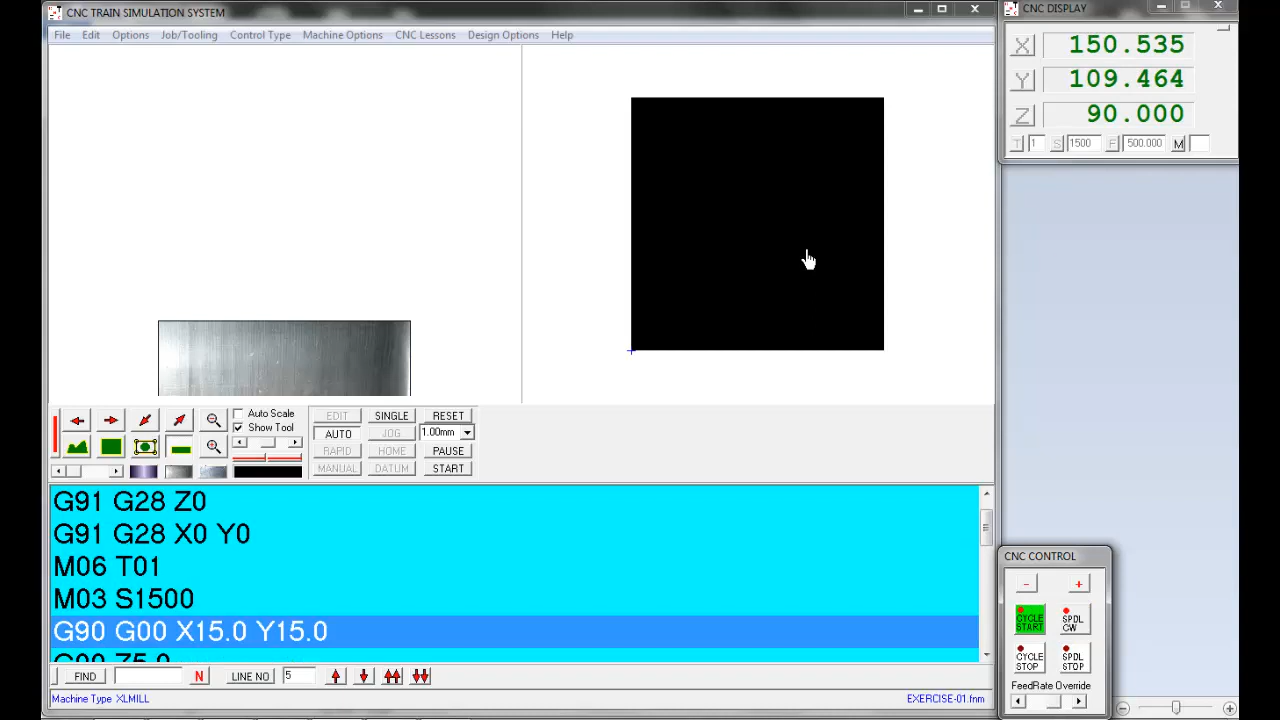 CNC TRAIN SIMULATION SYSTEM
File Edit Options Job/Tooling Control Type Machine Options CNC Lessons Design Options Help
CNC DISPLAY
X 150.535
Y 109.464
Z 90.000
T 1 S 1500 F 500.000 M
Auto Scale
Show Tool
EDIT SINGLE RESET
AUTO JOG 1.00mm
RAPID HOME PAUSE
MANUAL DATUM START
G91 G28 Z0
G91 G28 X0 Y0
M06 T01
M03 S1500
G90 G00 X15.0 Y15.0
G00 Z5.0
FIND N LINE NO 5
Machine Type XLMILL EXERCISE-01.fnm
CNC CONTROL
- +
CYCLE START
SPDL CW
CYCLE STOP
SPDL STOP
FeedRate Override